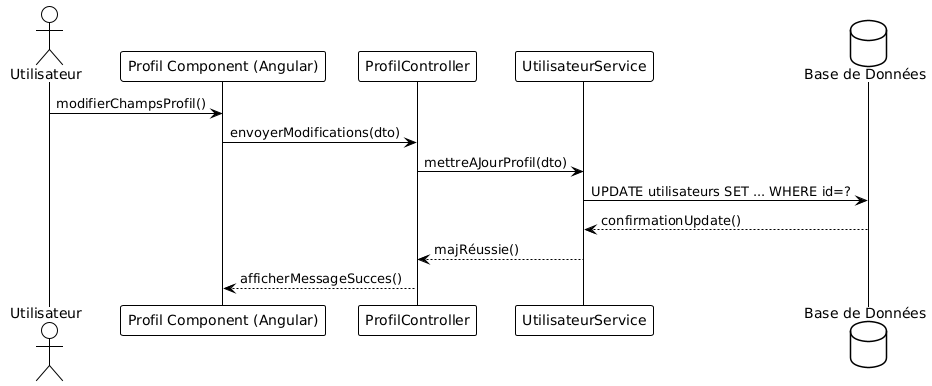 Utilisateur
Profil Component (Angular)
ProfilController
UtilisateurService
Base de Données
modifierChampsProfil()
envoyerModifications(dto)
mettreAJourProfil(dto)
UPDATE utilisateurs SET ... WHERE id=?
confirmationUpdate()
majRéussie()
afficherMessageSucces()
Utilisateur
Profil Component (Angular)
ProfilController
UtilisateurService
Base de Données